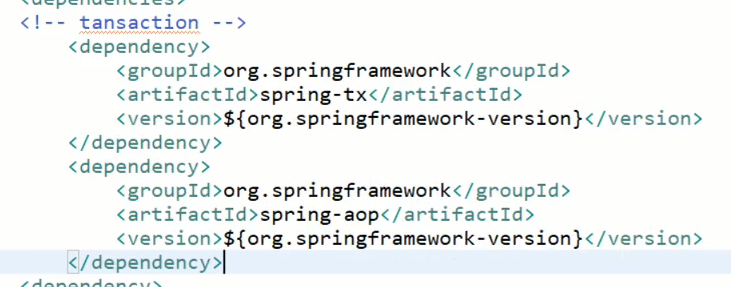 dependencies>
<!-- tansaction -->
<dependency>
<groupId>org.springframework</groupId>
<artifactId>spring-tx</artifactId>
<version>${org.springframework-version}</version>
</dependency>
<dependency>
<groupId>org.springframework</groupId>
<artifactId>spring-aop</artifactId>
<version>${org.springframework-version}</version>
</dependency>
<dependency>